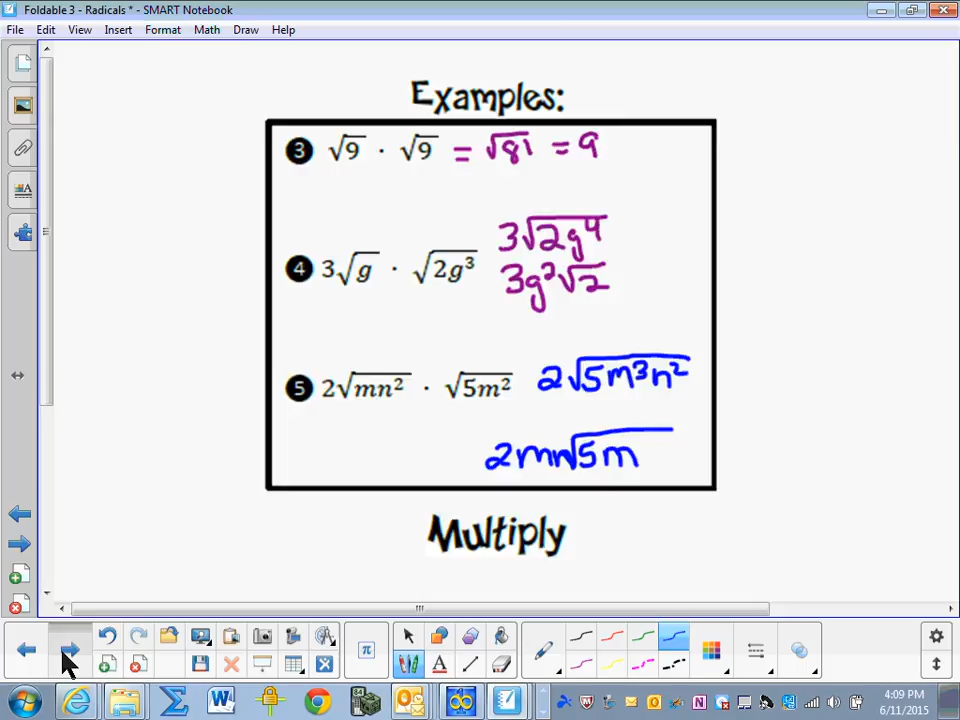 Foldable 3 - Radicals * - SMART Notebook
File Edit View Insert Format Math Draw Help
Examples:
3 √9 · √9 = √81 = 9
3√2g⁴
4 3√g · √2g³
3g²√2
5 2√mn² · √5m² 2√5m³n²
2mn√5m
Multiply
π
A
4:09 PM
6/11/2015